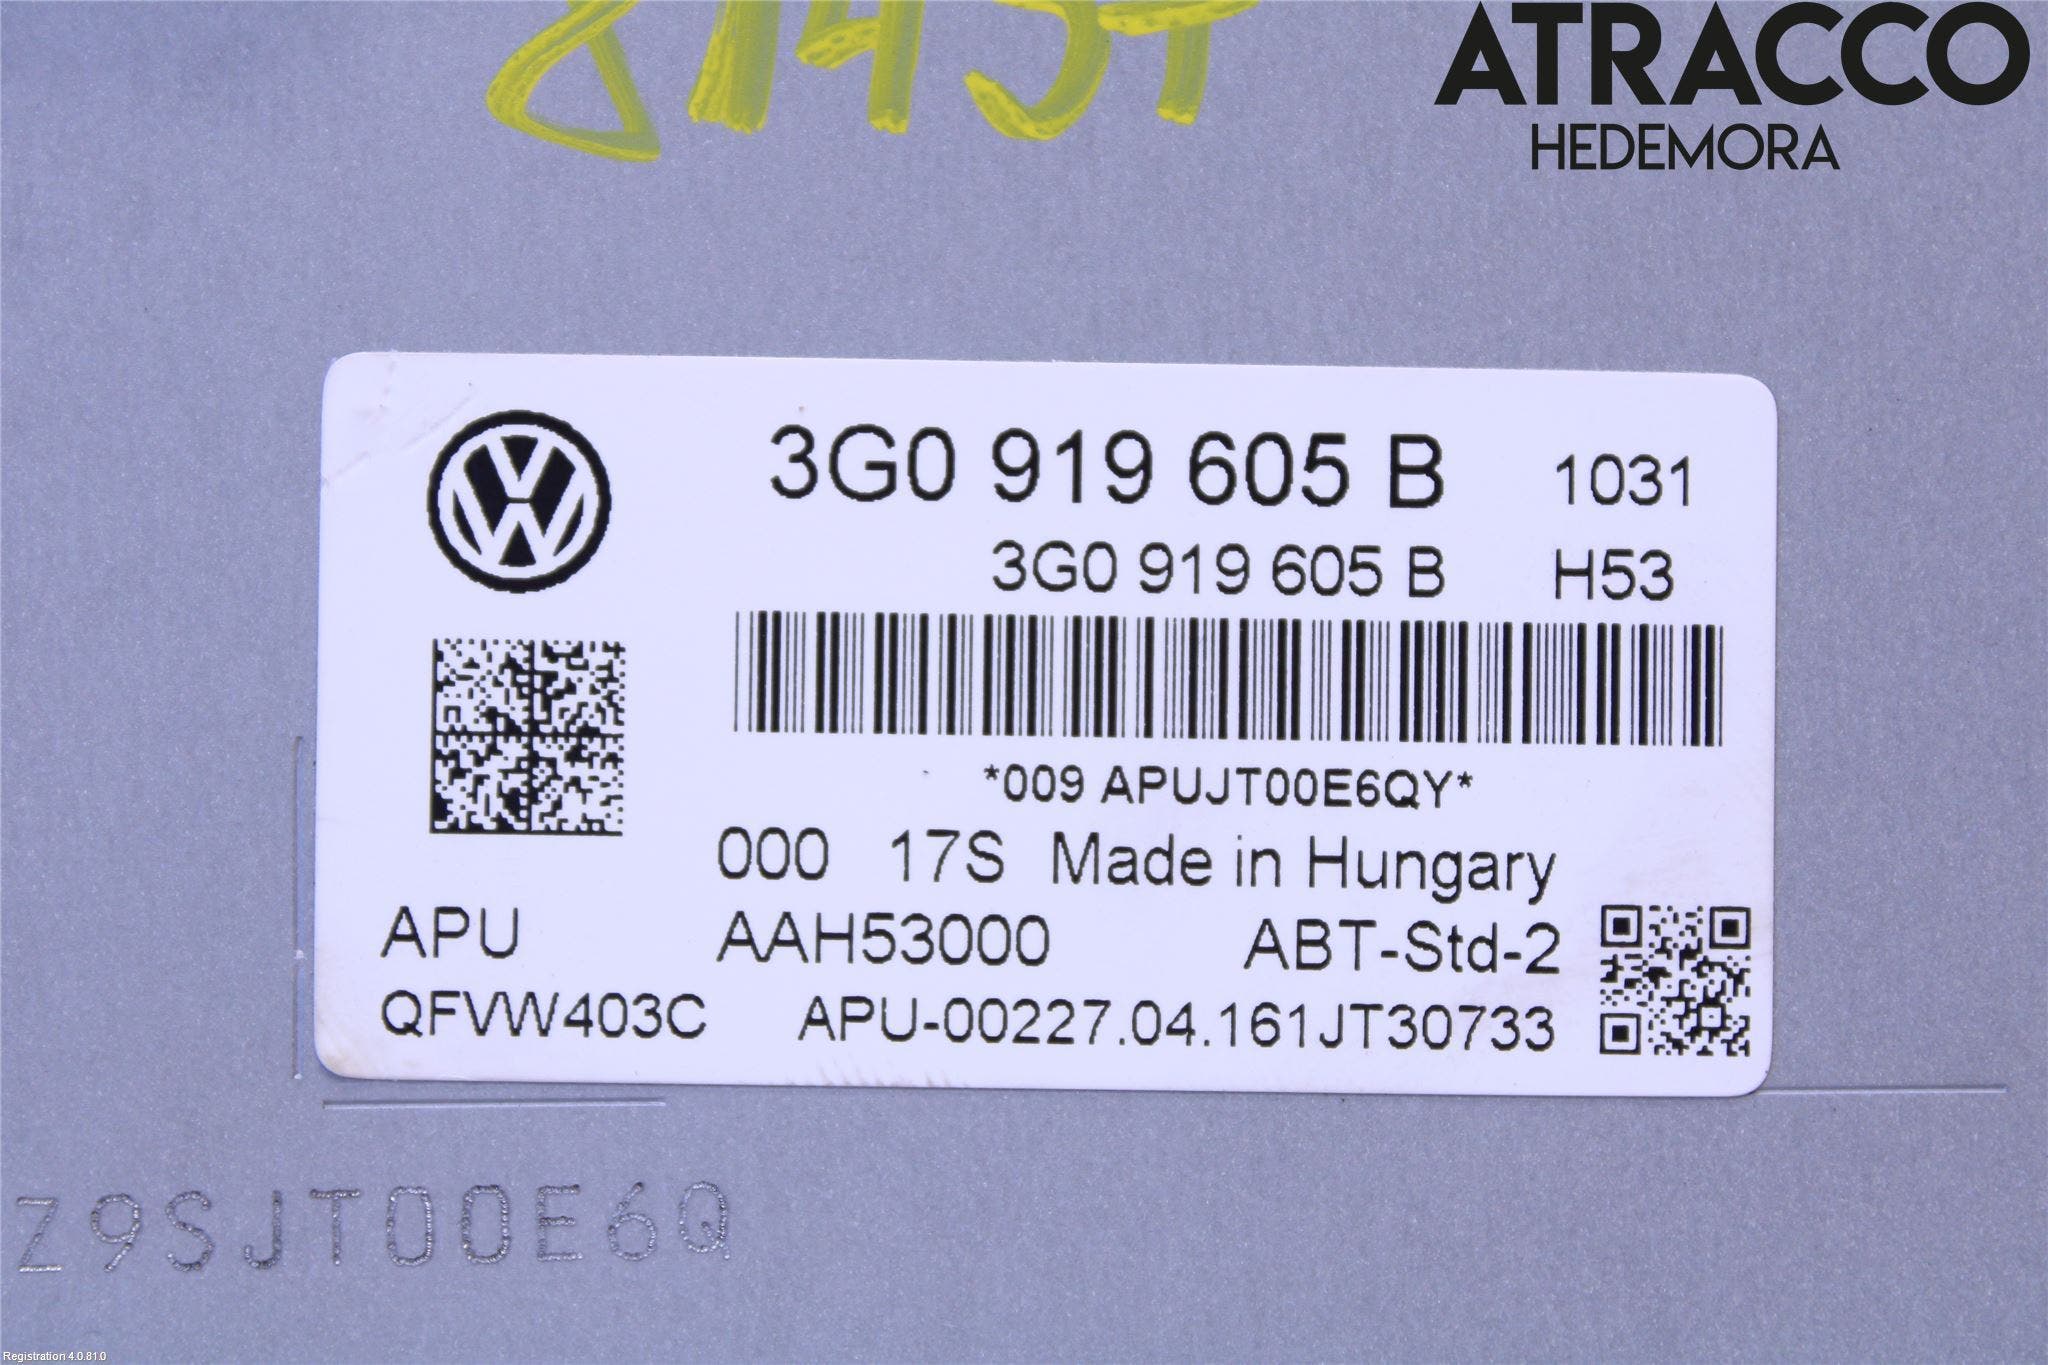 ATRACCO
HEDEMORA
3G0 919 605 B 1031
3G0 919 605 B H53
*009 APUJT00E6QY*
000 17S Made in Hungary
APU AAH53000 ABT-Std-2
QFVW403C APU-00227.04.161JT30733
Z9SJT00E6Q
Registration 4.0.81.0